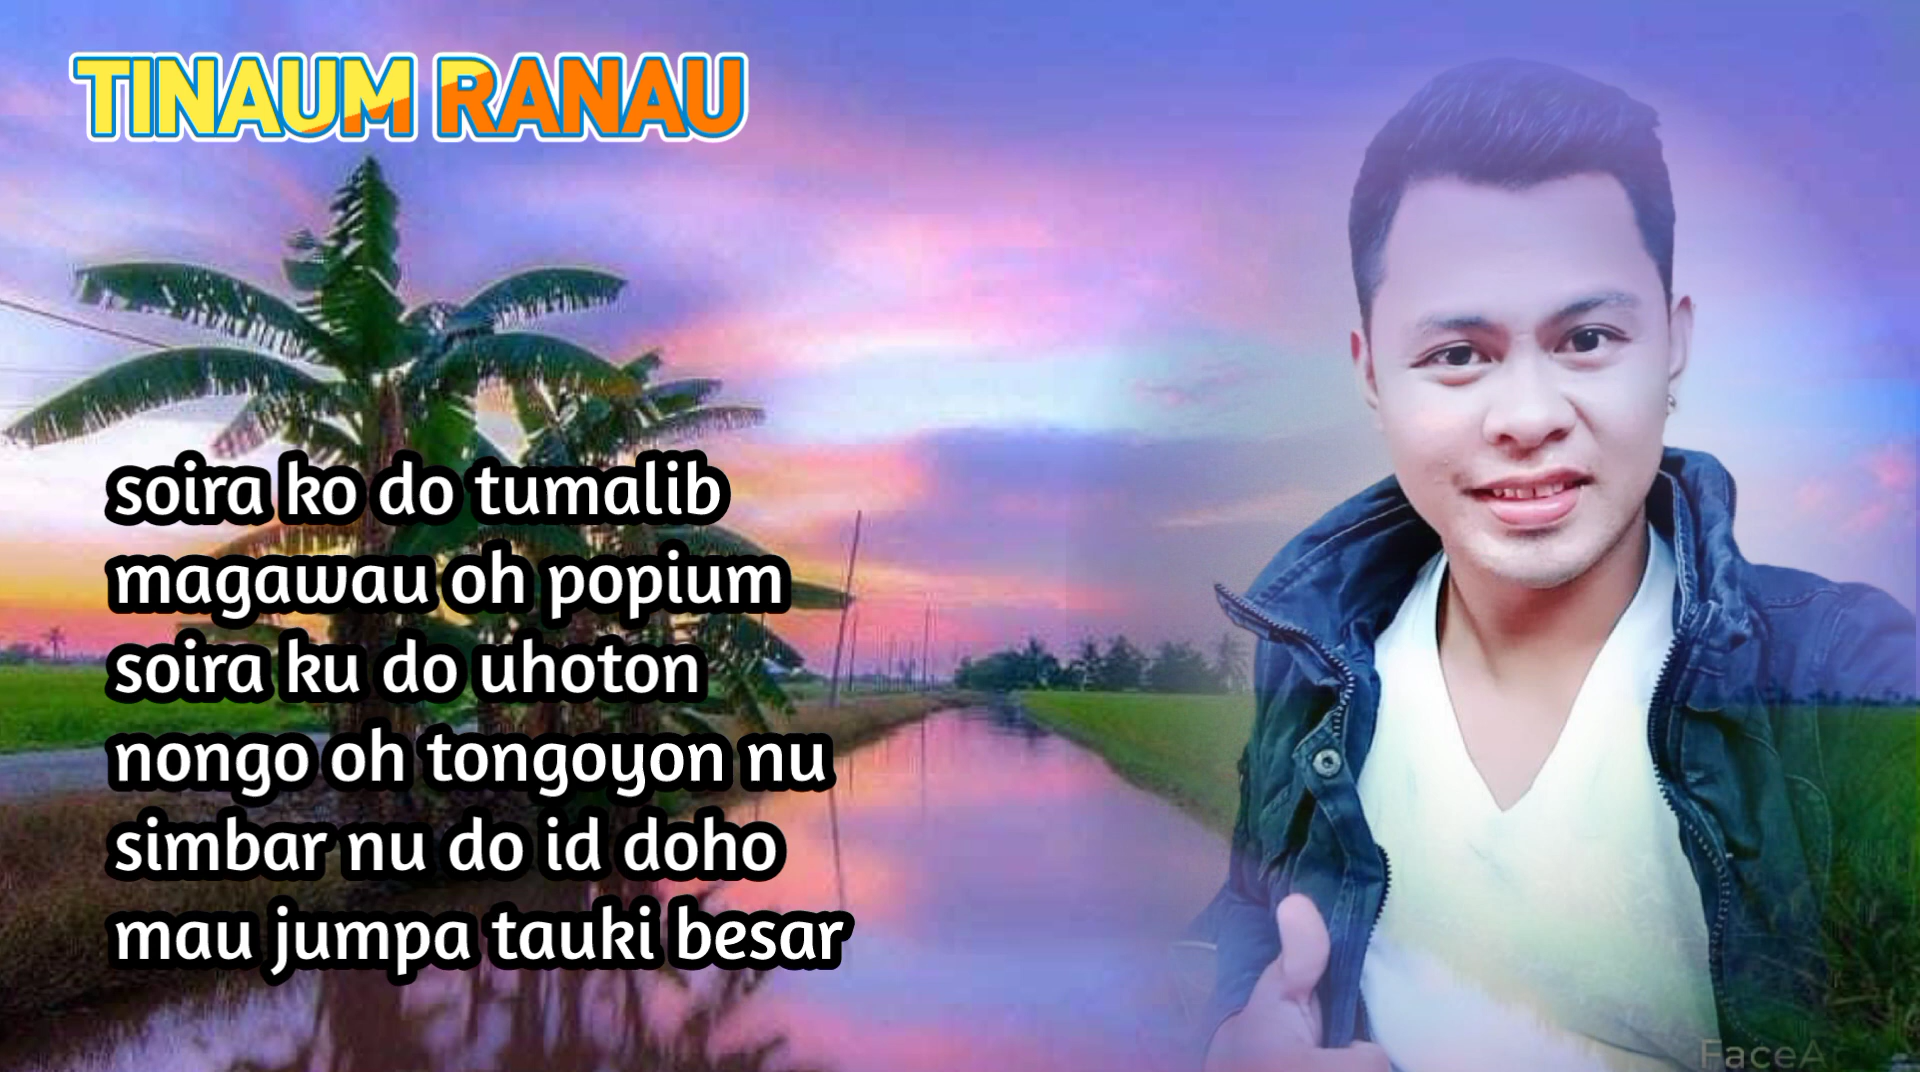 TINAUM RANAU
soira ko do tumalib
magawau oh popium
soira ku do uhoton
nongo oh tongoyon nu
simbar nu do id doho
mau jumpa tauki besar